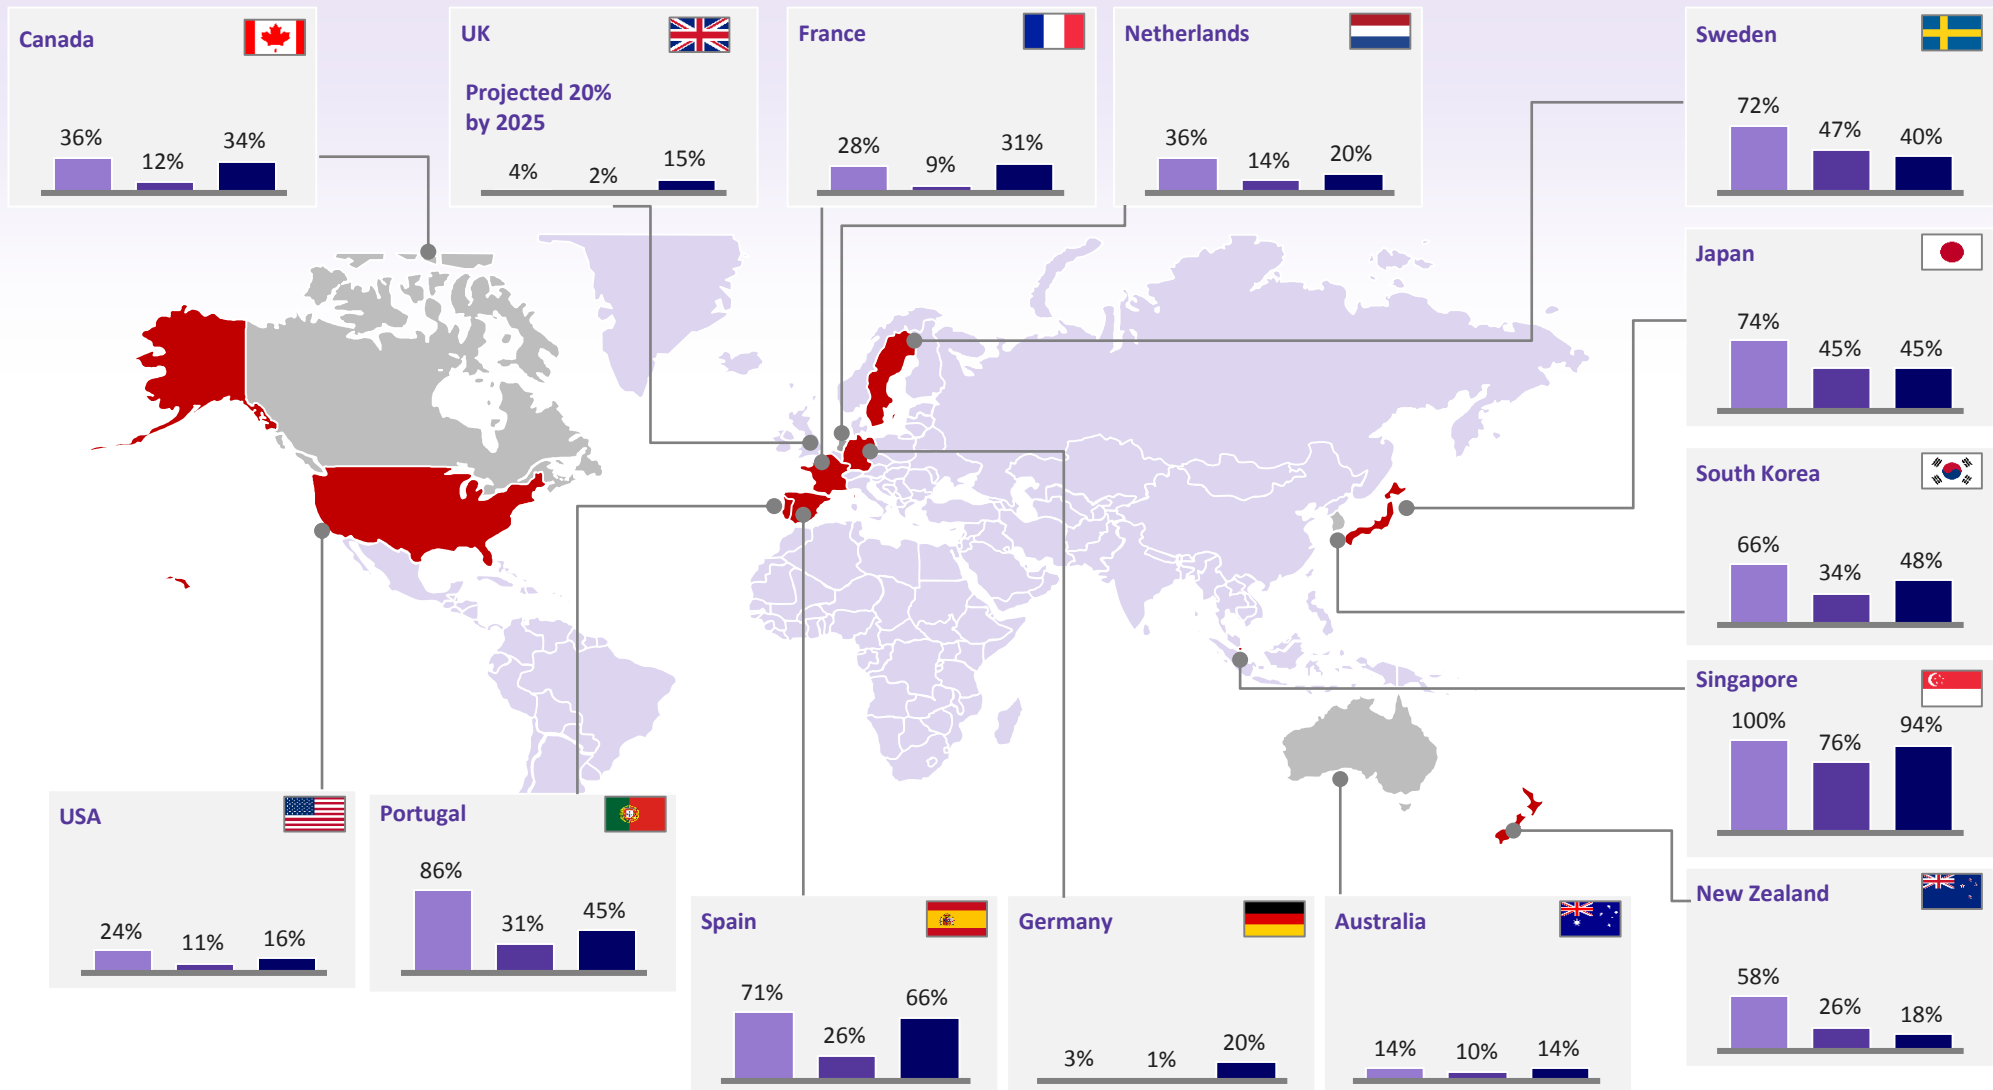 Canada
36%
12%
34%
UK
Projected 20%
by 2025
4%
2%
15%
France
28%
9%
31%
Netherlands
36%
14%
20%
Sweden
72%
47%
40%
Japan
74%
45%
45%
South Korea
66%
34%
48%
Singapore
100%
76%
94%
USA
24%
11%
16%
Portugal
86%
31%
45%
Spain
71%
26%
66%
Germany
3%
1%
20%
Australia
14%
10%
14%
New Zealand
58%
26%
18%